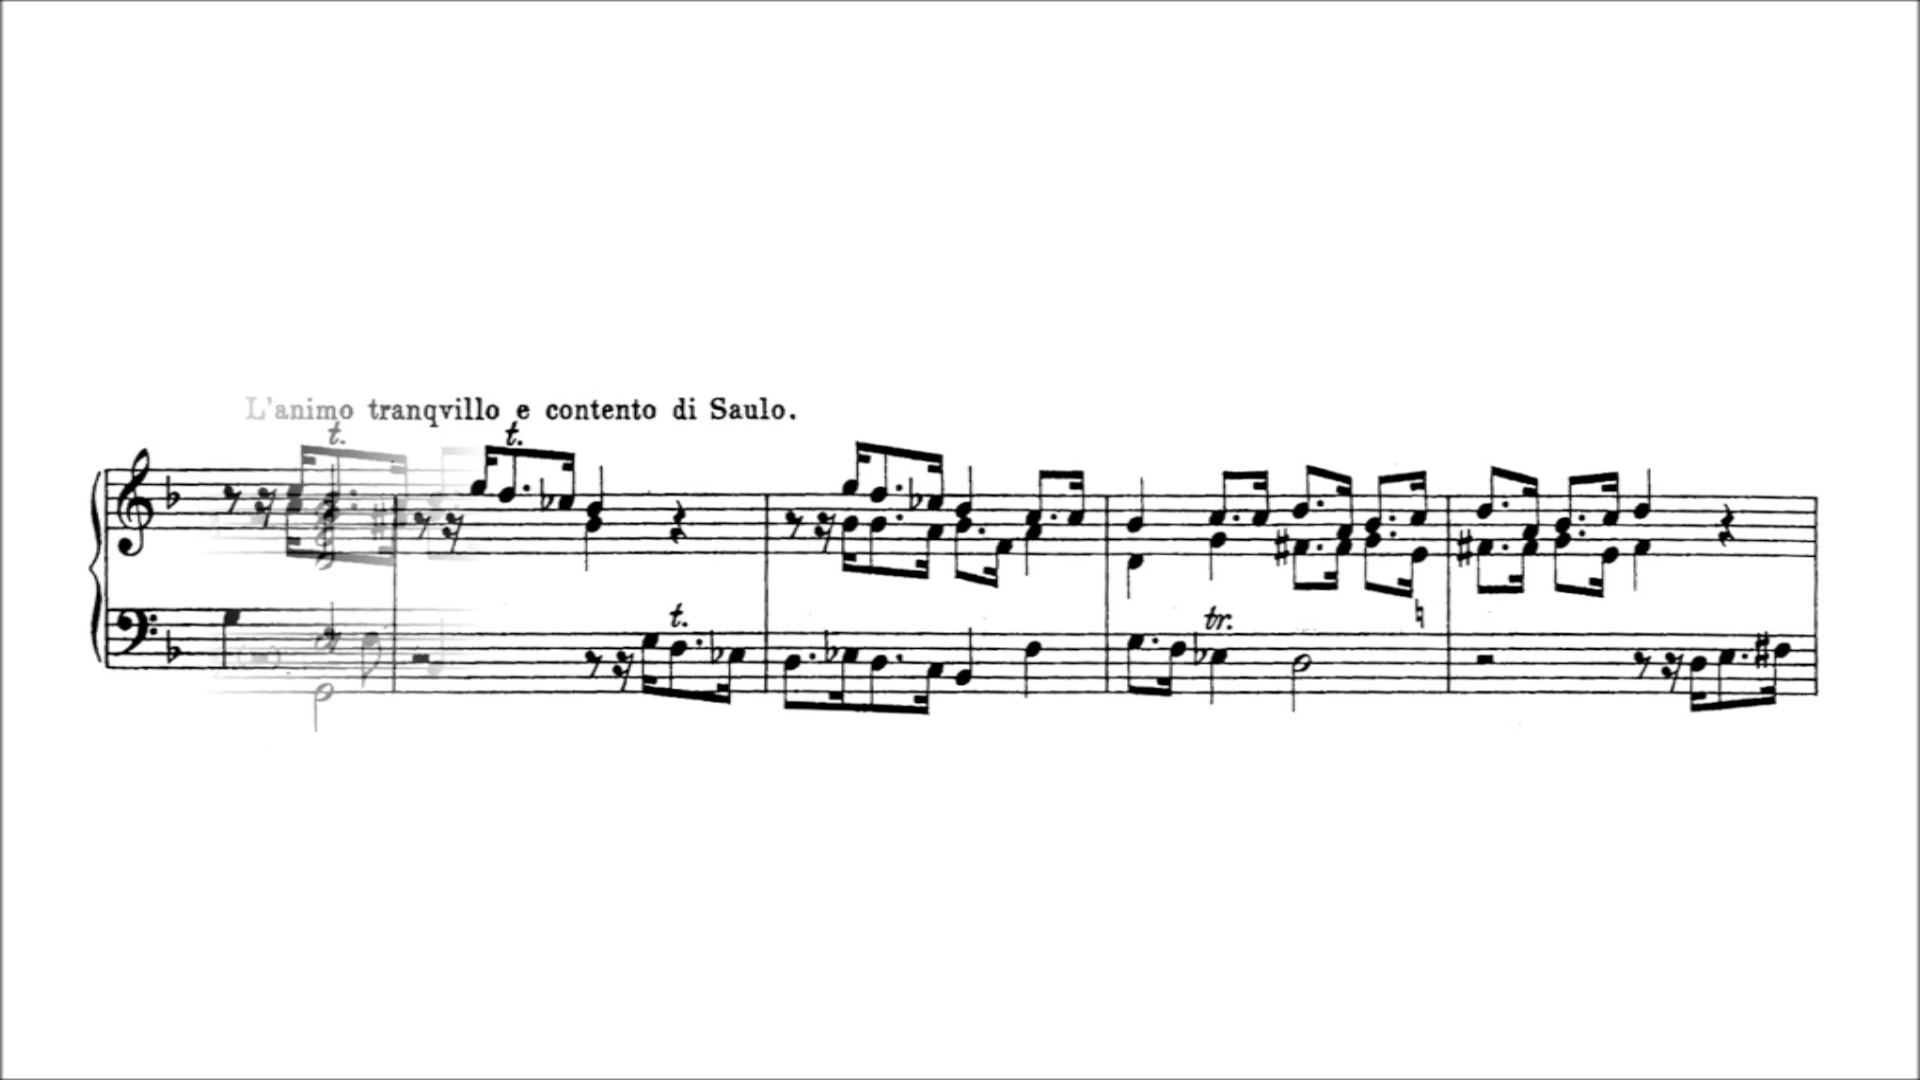 L'animo tranqvillo e contento di Saulo.
t.
t.
t.
tr.